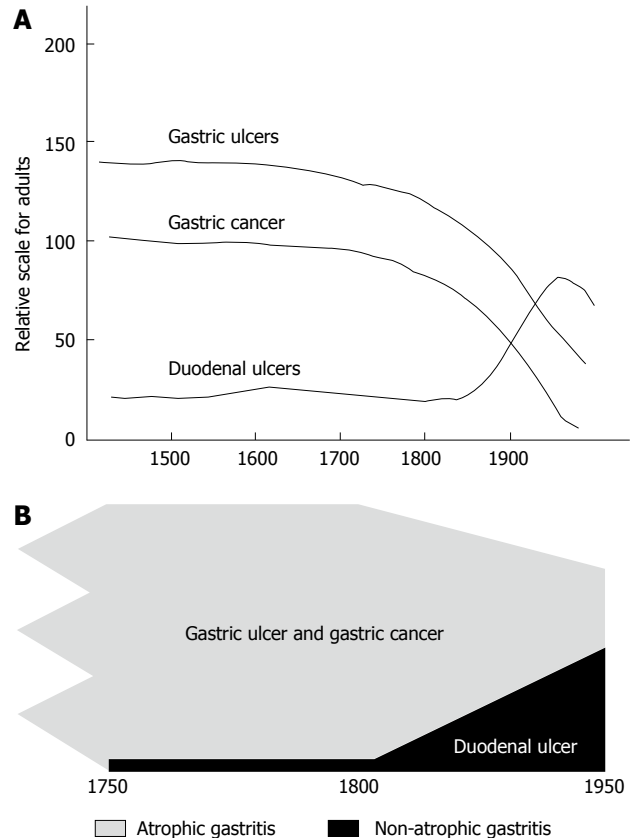 A
Relative scale for adults
200
150
100
50
0
Gastric ulcers
Gastric cancer
Duodenal ulcers
1500 1600 1700 1800 1900
B
Gastric ulcer and gastric cancer
Duodenal ulcer
1750 1800 1950
Atrophic gastritis Non-atrophic gastritis